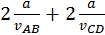 2 a/v_AB + 2 a/v_CD